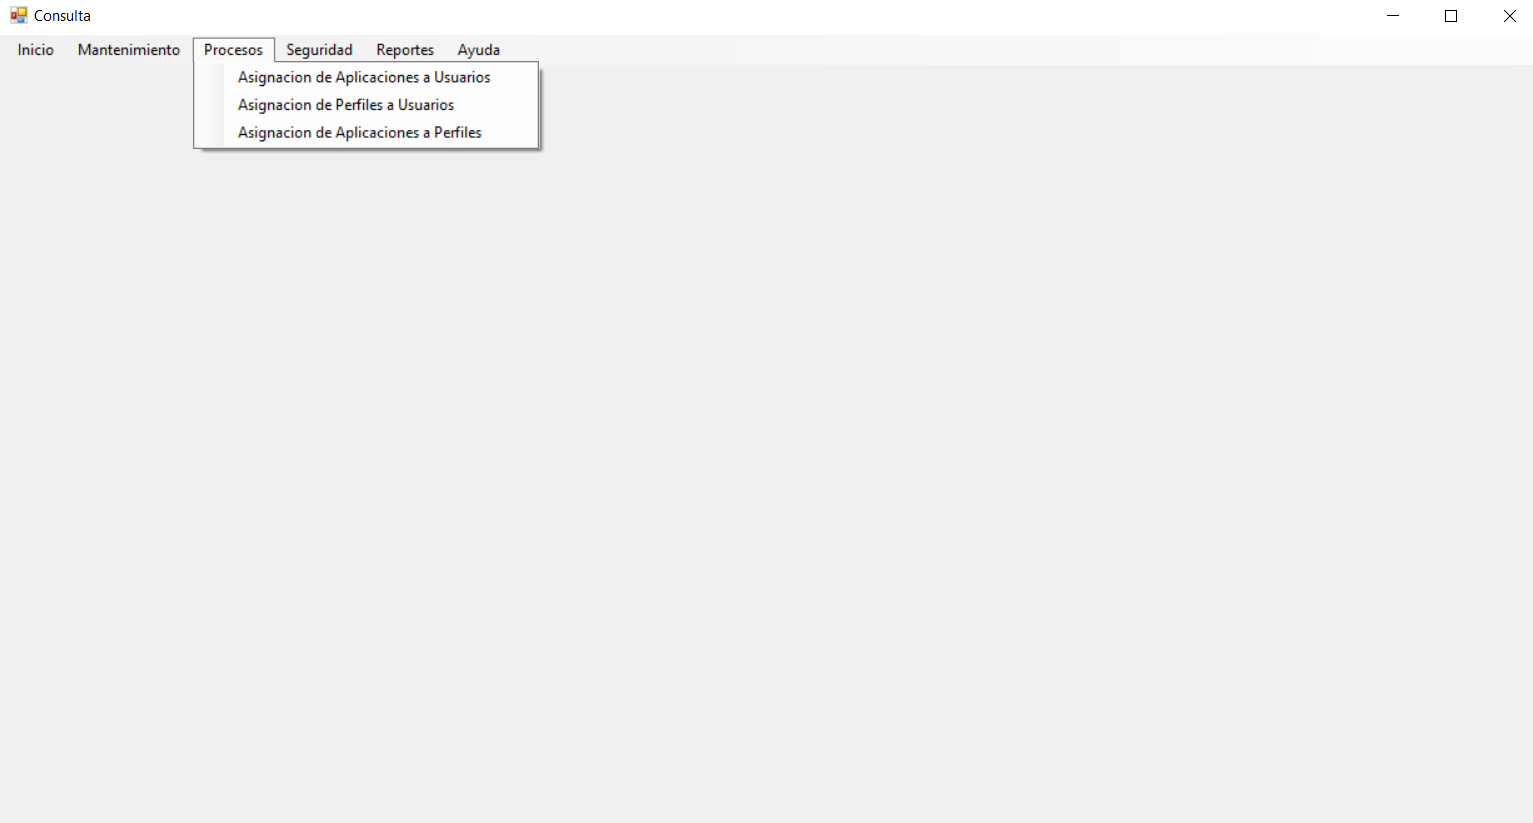 Consulta
Inicio Mantenimiento Procesos Seguridad Reportes Ayuda
Asignacion de Aplicaciones a Usuarios
Asignacion de Perfiles a Usuarios
Asignacion de Aplicaciones a Perfiles